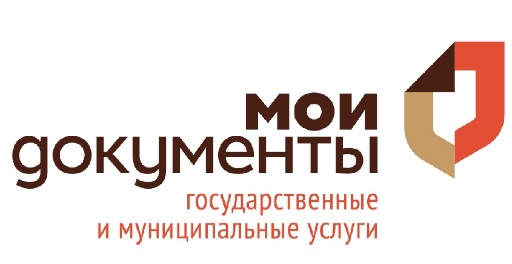 мои
документы
государственные
и муниципальные услуги